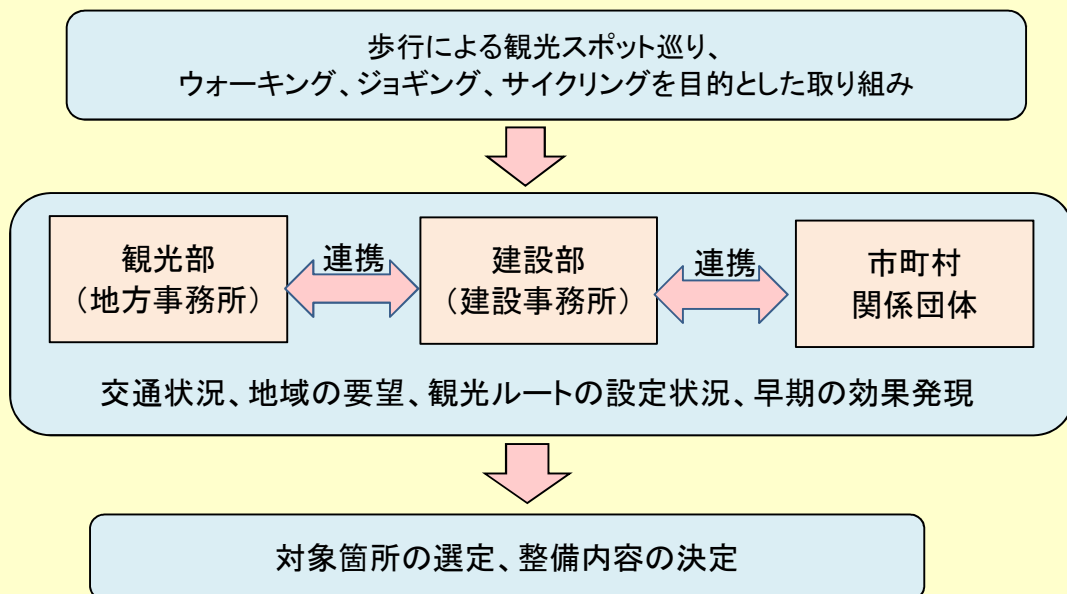 歩行による観光スポット巡り、
ウォーキング、ジョギング、サイクリングを目的とした取り組み
観光部
（地方事務所）
連携
建設部
（建設事務所）
連携
市町村
関係団体
交通状況、地域の要望、観光ルートの設定状況、早期の効果発現
対象箇所の選定、整備内容の決定